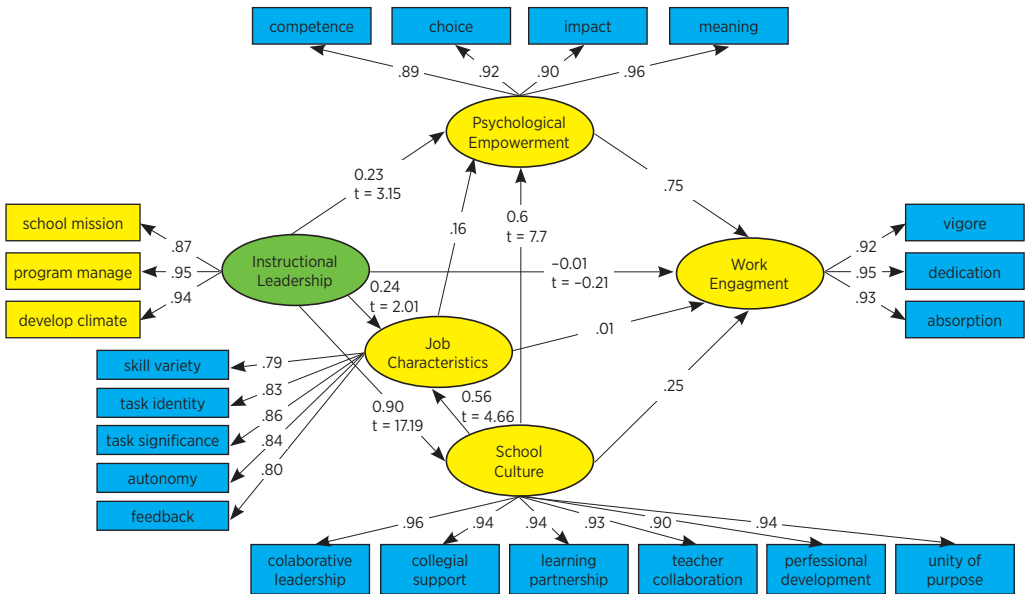 competence
choice
impact
meaning
.89
.92
.90
.96
Psychological
Empowerment
0.23
t = 3.15
.16
0.6
t = 7.7
.75
school mission
program manage
develop climate
.87
.95
.94
Instructional
Leadership
−0.01
t = −0.21
Work
Engagment
.92
.95
.93
vigore
dedication
absorption
0.24
t = 2.01
Job
Characteristics
.01
skill variety
task identity
task significance
autonomy
feedback
.79
.83
.86
.84
.80
0.90
t = 17.19
0.56
t = 4.66
.25
School
Culture
.96
.94
.94
.93
.90
.94
colaborative
leadership
collegial
support
learning
partnership
teacher
collaboration
perfessional
development
unity of
purpose